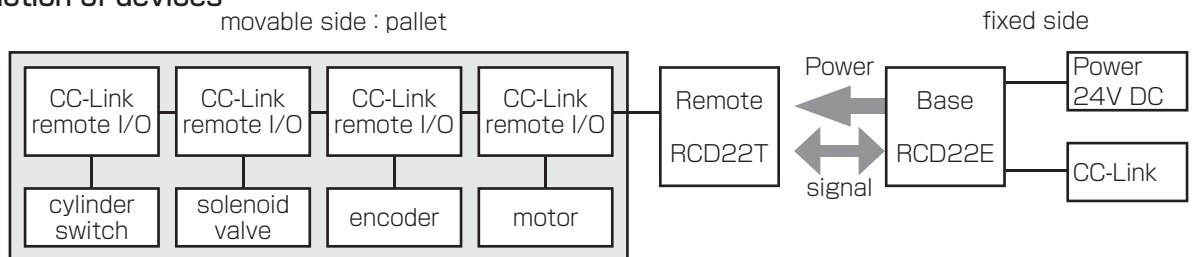 movable side : pallet
fixed side
CC-Link
remote I/O
CC-Link
remote I/O
CC-Link
remote I/O
CC-Link
remote I/O
cylinder
switch
solenoid
valve
encoder
motor
Remote
RCD22T
Power
signal
Base
RCD22E
Power
24V DC
CC-Link